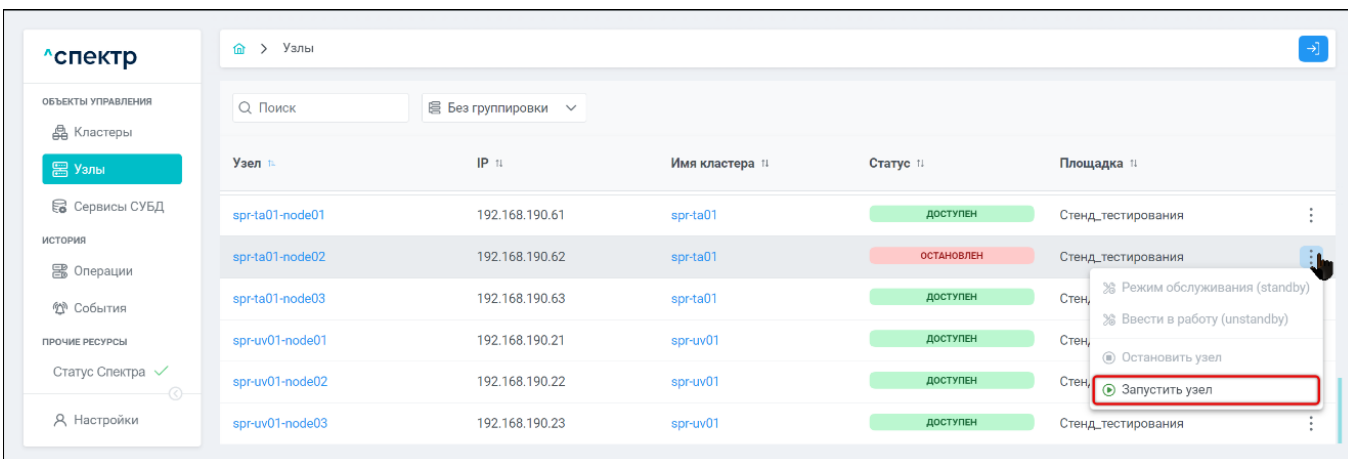 ^спектр
ОБЪЕКТЫ УПРАВЛЕНИЯ
Кластеры
Узлы
Сервисы СУБД
ИСТОРИЯ
Операции
События
ПРОЧИЕ РЕСУРСЫ
Статус Спектра
Настройки
> Узлы
Поиск
Без группировки
Узел IP Имя кластера Статус Площадка
spr-ta01-node01 192.168.190.61 spr-ta01 ДОСТУПЕН Стенд_тестирования
spr-ta01-node02 192.168.190.62 spr-ta01 ОСТАНОВЛЕН Стенд_тестирования
spr-ta01-node03 192.168.190.63 spr-ta01 ДОСТУПЕН
spr-uv01-node01 192.168.190.21 spr-uv01 ДОСТУПЕН
spr-uv01-node02 192.168.190.22 spr-uv01 ДОСТУПЕН
spr-uv01-node03 192.168.190.23 spr-uv01 ДОСТУПЕН Стенд_тестирования
Режим обслуживания (standby)
Ввести в работу (unstandby)
Остановить узел
Запустить узел